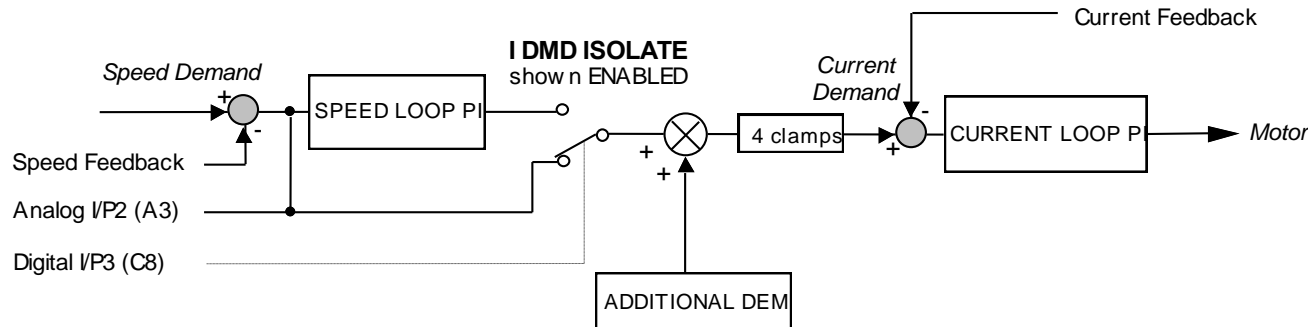 Current Feedback
I DMD ISOLATE
show n ENABLED
Speed Demand
Current
Demand
+
-
SPEED LOOP PI
4 clamps
-
+
CURRENT LOOP PI
Motor
Speed Feedback
+
+
Analog I/P2 (A3)
Digital I/P3 (C8)
ADDITIONAL DEM